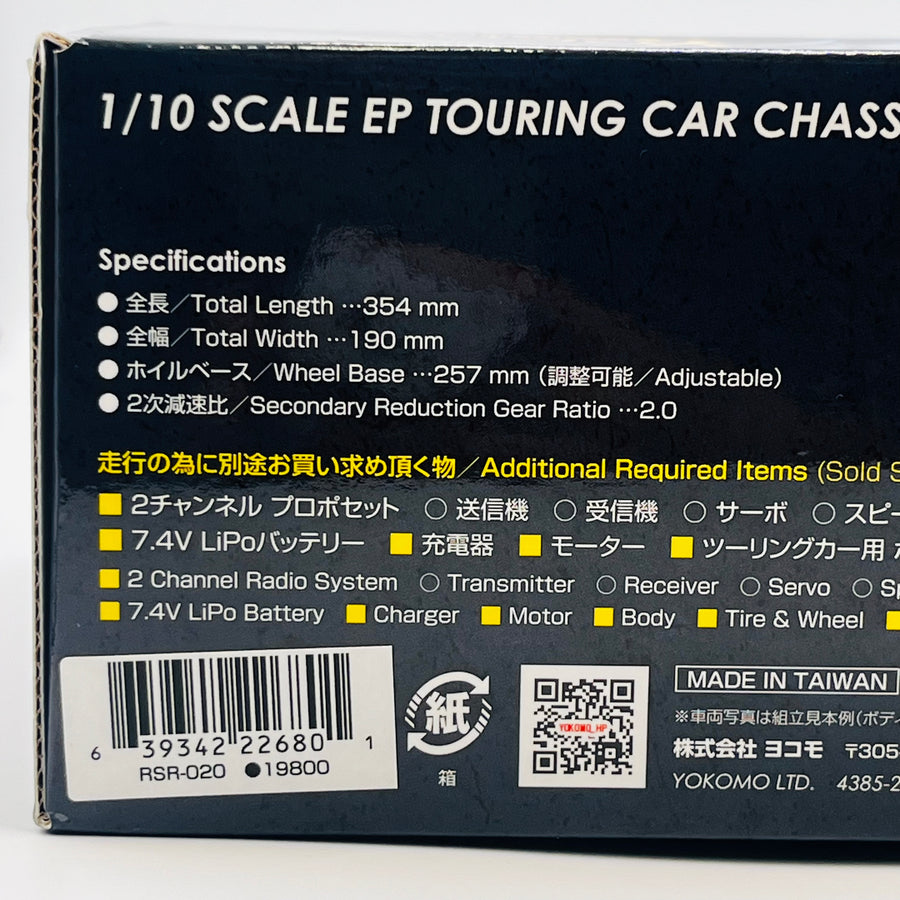 1/10 SCALE EP TOURING CAR CHASS
Specifications
● 全長／Total Length …354 mm
● 全幅／Total Width …190 mm
● ホイルベース／Wheel Base …257 mm (調整可能／Adjustable)
● 2次減速比／Secondary Reduction Gear Ratio …2.0
走行の為に別途お買い求め頂く物／Additional Required Items (Sold S
■ 2チャンネル プロポセット ○ 送信機 ○ 受信機 ○ サーボ ○ スピー
■ 7.4V LiPoバッテリー ■ 充電器 ■ モーター ■ ツーリングカー用
■ 2 Channel Radio System ○ Transmitter ○ Receiver ○ Servo ○ Sp
■ 7.4V LiPo Battery ■ Charger ■ Motor ■ Body ■ Tire & Wheel
6 39342 22680 1
RSR-020 ●19800
紙
箱
YOKOMO_HP
MADE IN TAIWAN
※車両写真は組立見本例(ボディ
株式会社 ヨコモ 〒305-
YOKOMO LTD. 4385-2